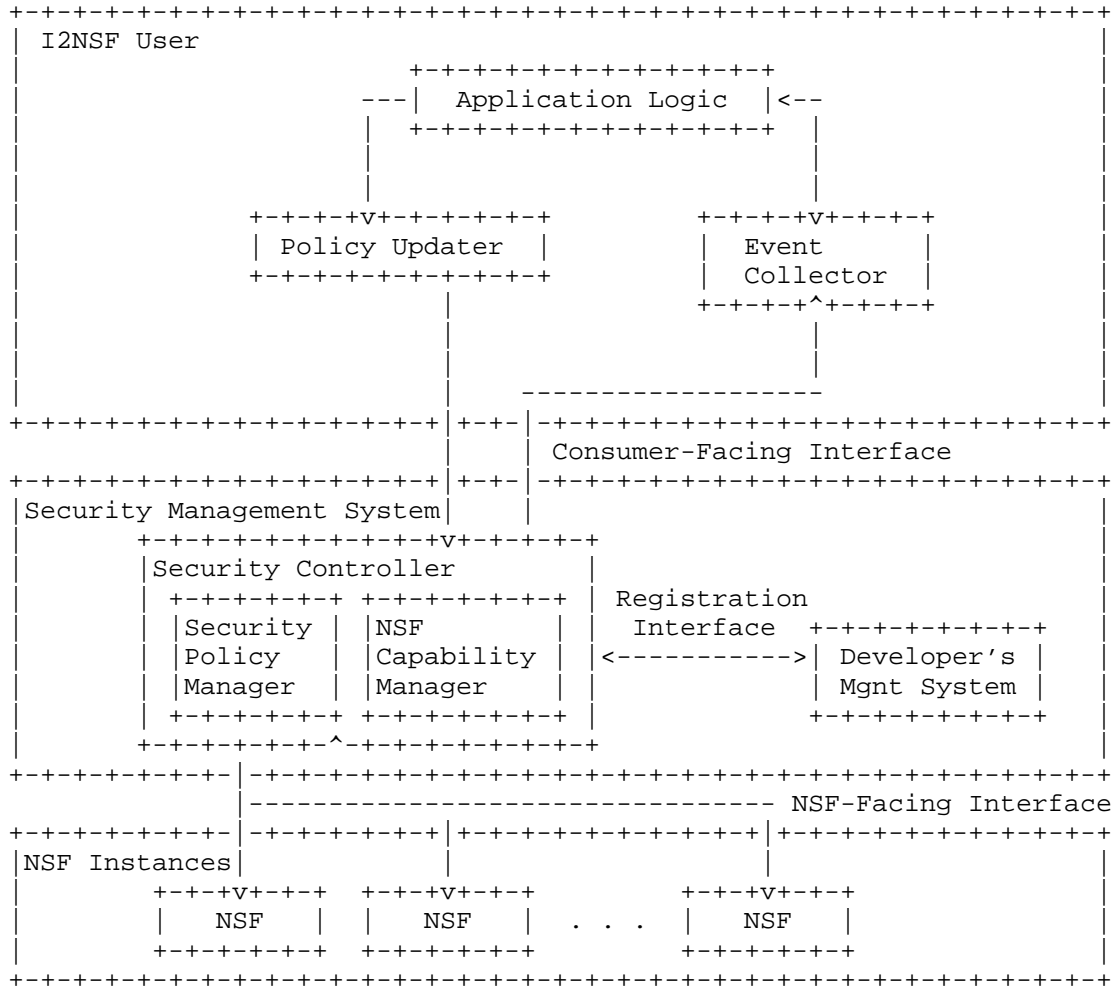 I2NSF User
Application Logic
Policy Updater
Event
Collector
Consumer-Facing Interface
Security Management System
Security Controller
Registration
Interface
Security
Policy
Manager
NSF
Capability
Manager
Developer's
Mgnt System
NSF-Facing Interface
NSF Instances
NSF
NSF
. . .
NSF